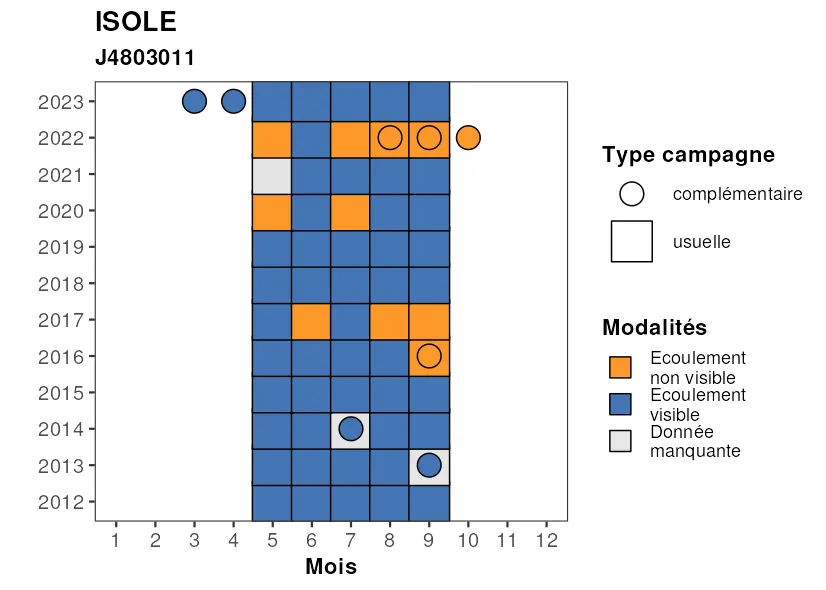 ISOLE
J4803011
2023
2022
2021
2020
2019
2018
2017
2016
2015
2014
2013
2012
1 2 3 4 5 6 7 8 9 10 11 12
Mois
Type campagne
complémentaire
usuelle
Modalités
Ecoulement
non visible
Ecoulement
visible
Donnée
manquante